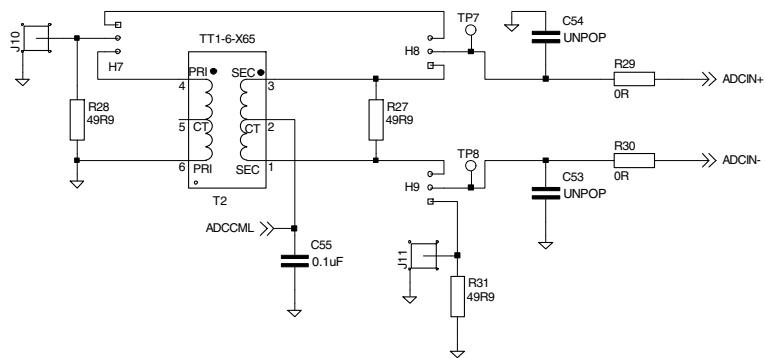 C54
UNPOP
TP7
TT1-6-X65
J10
H7
H8
R29
0R
ADCIN+
PRI
SEC
4
3
R28
49R9
5
CT
CT
2
R27
49R9
TP8
R30
0R
ADCIN-
6
PRI
SEC
1
H9
C53
UNPOP
T2
ADCCML
C55
0.1uF
J11
R31
49R9